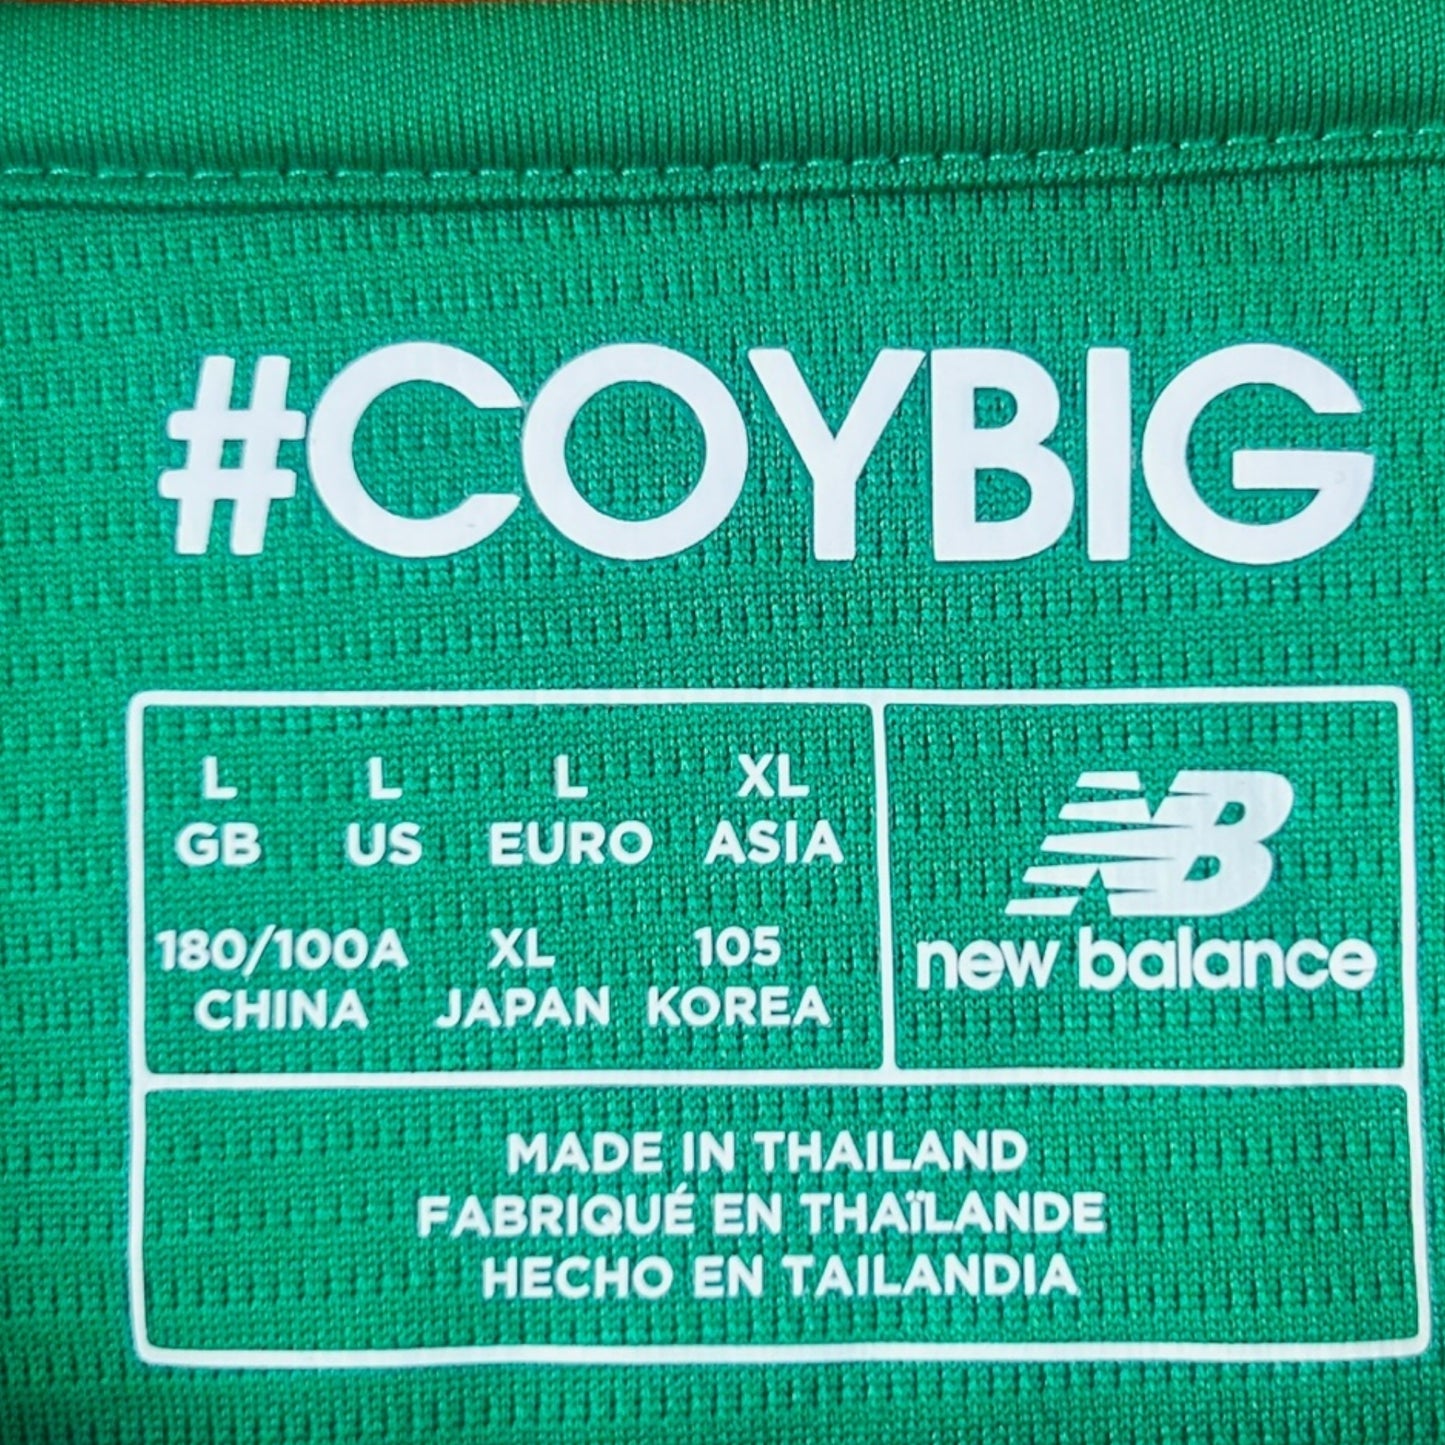 #COYBIG
L L L XL
GB US EURO ASIA
180/100A XL 105
CHINA JAPAN KOREA
NB
new balance
MADE IN THAILAND
FABRIQUÉ EN THAÏLANDE
HECHO EN TAILANDIA